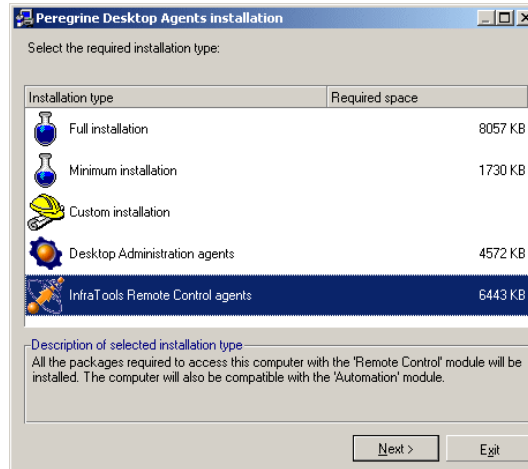 Peregrine Desktop Agents installation
Select the required installation type:
Installation type Required space
Full installation 8057 KB
Minimum installation 1730 KB
Custom installation
Desktop Administration agents 4572 KB
InfraTools Remote Control agents 6443 KB
Description of selected installation type
All the packages required to access this computer with the 'Remote Control' module will be
installed. The computer will also be compatible with the 'Automation' module.
Next > Exit